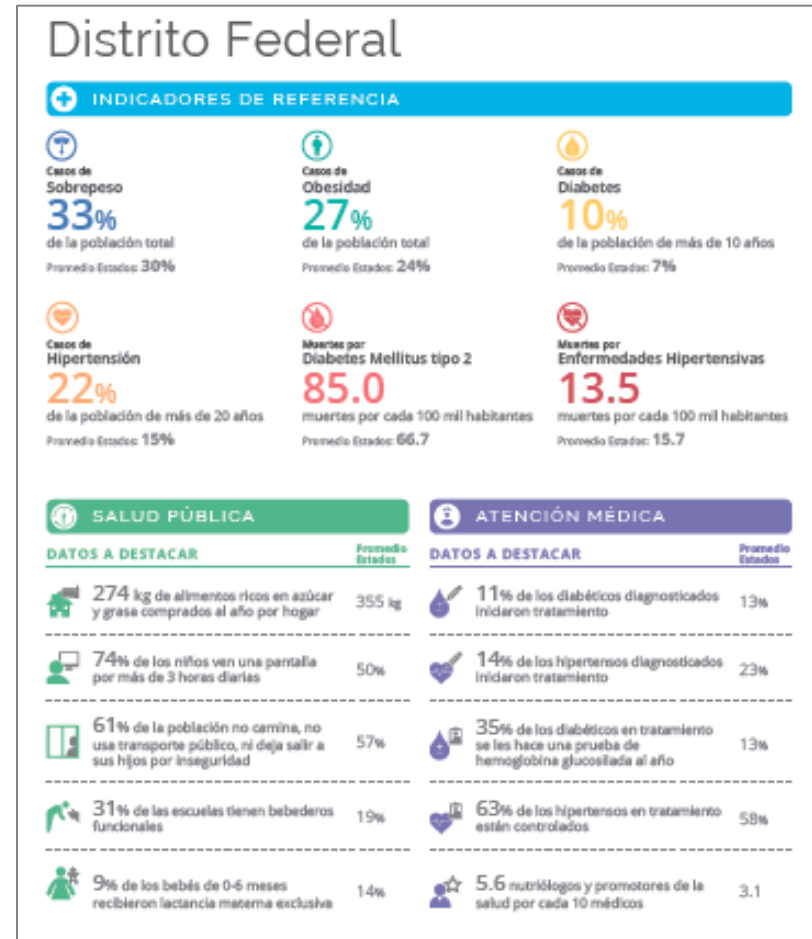 Distrito Federal
INDICADORES DE REFERENCIA
Casos de
Sobrepeso
33%
de la población total
Promedio Estados: 30%
Casos de
Obesidad
27%
de la población total
Promedio Estados: 24%
Casos de
Diabetes
10%
de la población de más de 10 años
Promedio Estados: 7%
Casos de
Hipertensión
22%
de la población de más de 20 años
Promedio Estados: 15%
Muertes por
Diabetes Mellitus tipo 2
85.0
muertes por cada 100 mil habitantes
Promedio Estados: 66.7
Muertes por
Enfermedades Hipertensivas
13.5
muertes por cada 100 mil habitantes
Promedio Estados: 15.7
SALUD PÚBLICA
DATOS A DESTACAR
Promedio
Estados
274 kg de alimentos ricos en azúcar
y grasa comprados al año por hogar
355 kg
74% de los niños ven una pantalla
por más de 3 horas diarias
50%
61% de la población no camina, no
usa transporte público, ni deja salir a
sus hijos por inseguridad
57%
31% de las escuelas tienen bebederos
funcionales
19%
9% de los bebés de 0-6 meses
recibieron lactancia materna exclusiva
14%
ATENCIÓN MÉDICA
DATOS A DESTACAR
Promedio
Estados
11% de los diabéticos diagnosticados
iniciaron tratamiento
13%
14% de los hipertensos diagnosticados
iniciaron tratamiento
23%
35% de los diabéticos en tratamiento
se les hace una prueba de
hemoglobina glucosilada al año
13%
63% de los hipertensos en tratamiento
están controlados
58%
5.6 nutriólogos y promotores de la
salud por cada 10 médicos
3.1